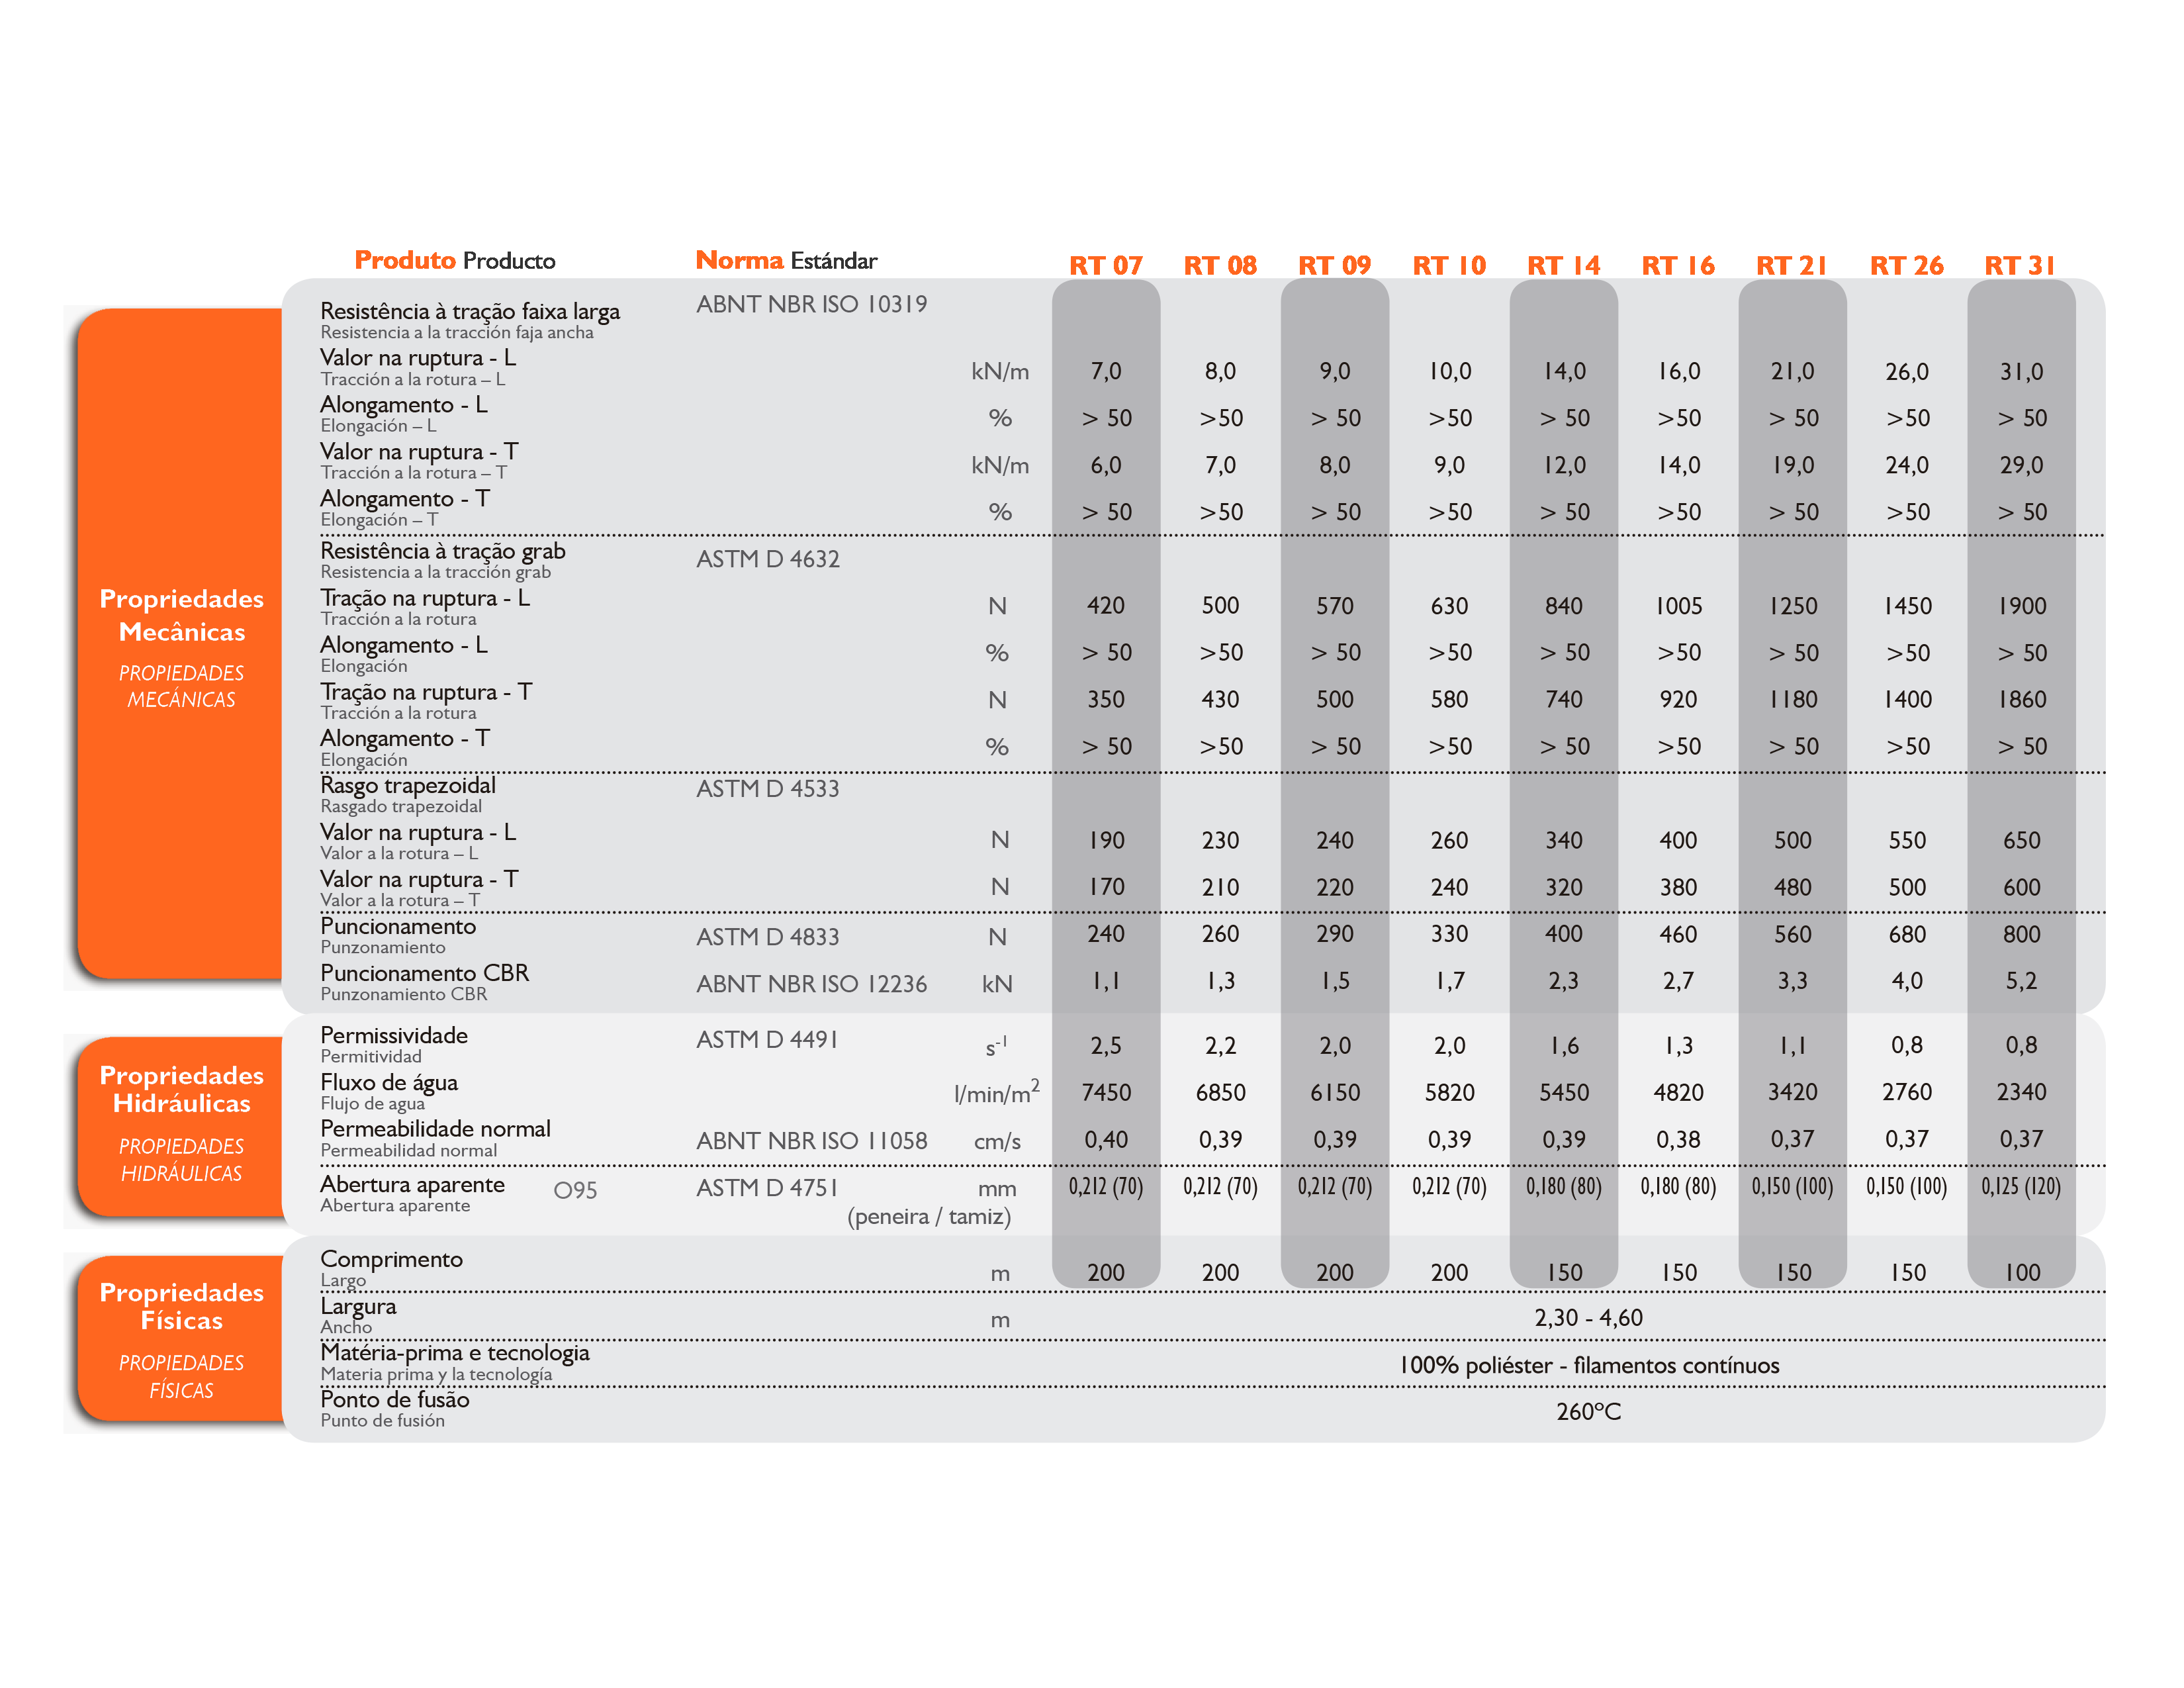 Produto Producto Norma Estándar RT 07 RT 08 RT 09 RT 10 RT 14 RT 16 RT 21 RT 26 RT 31
Propriedades
Mecânicas
PROPIEDADES
MECÁNICAS
Resistência à tração faixa larga ABNT NBR ISO 10319
Resistencia a la tracción faja ancha
Valor na ruptura - L kN/m 7,0 8,0 9,0 10,0 14,0 16,0 21,0 26,0 31,0
Tracción a la rotura – L
Alongamento - L % > 50 >50 > 50 >50 > 50 >50 > 50 >50 > 50
Elongación – L
Valor na ruptura - T kN/m 6,0 7,0 8,0 9,0 12,0 14,0 19,0 24,0 29,0
Tracción a la rotura – T
Alongamento - T % > 50 >50 > 50 >50 > 50 >50 > 50 >50 > 50
Elongación – T
Resistência à tração grab ASTM D 4632
Resistencia a la tracción grab
Tração na ruptura - L N 420 500 570 630 840 1005 1250 1450 1900
Tracción a la rotura
Alongamento - L % > 50 >50 > 50 >50 > 50 >50 > 50 >50 > 50
Elongación
Tração na ruptura - T N 350 430 500 580 740 920 1180 1400 1860
Tracción a la rotura
Alongamento - T % > 50 >50 > 50 >50 > 50 >50 > 50 >50 > 50
Elongación
Rasgo trapezoidal ASTM D 4533
Rasgado trapezoidal
Valor na ruptura - L N 190 230 240 260 340 400 500 550 650
Valor a la rotura – L
Valor na ruptura - T N 170 210 220 240 320 380 480 500 600
Valor a la rotura – T
Puncionamento ASTM D 4833 N 240 260 290 330 400 460 560 680 800
Punzonamiento
Puncionamento CBR ABNT NBR ISO 12236 kN 1,1 1,3 1,5 1,7 2,3 2,7 3,3 4,0 5,2
Punzonamiento CBR
Propriedades
Hidráulicas
PROPIEDADES
HIDRÁULICAS
Permissividade ASTM D 4491 s⁻¹ 2,5 2,2 2,0 2,0 1,6 1,3 1,1 0,8 0,8
Permitividad
Fluxo de água l/min/m² 7450 6850 6150 5820 5450 4820 3420 2760 2340
Flujo de agua
Permeabilidade normal ABNT NBR ISO 11058 cm/s 0,40 0,39 0,39 0,39 0,39 0,38 0,37 0,37 0,37
Permeabilidad normal
Abertura aparente O95 ASTM D 4751 mm 0,212 (70) 0,212 (70) 0,212 (70) 0,212 (70) 0,180 (80) 0,180 (80) 0,150 (100) 0,150 (100) 0,125 (120)
Abertura aparente (peneira / tamiz)
Propriedades
Físicas
PROPIEDADES
FÍSICAS
Comprimento m 200 200 200 200 150 150 150 150 100
Largo
Largura m 2,30 - 4,60
Ancho
Matéria-prima e tecnologia 100% poliéster - filamentos contínuos
Materia prima y la tecnología
Ponto de fusão 260ºC
Punto de fusión